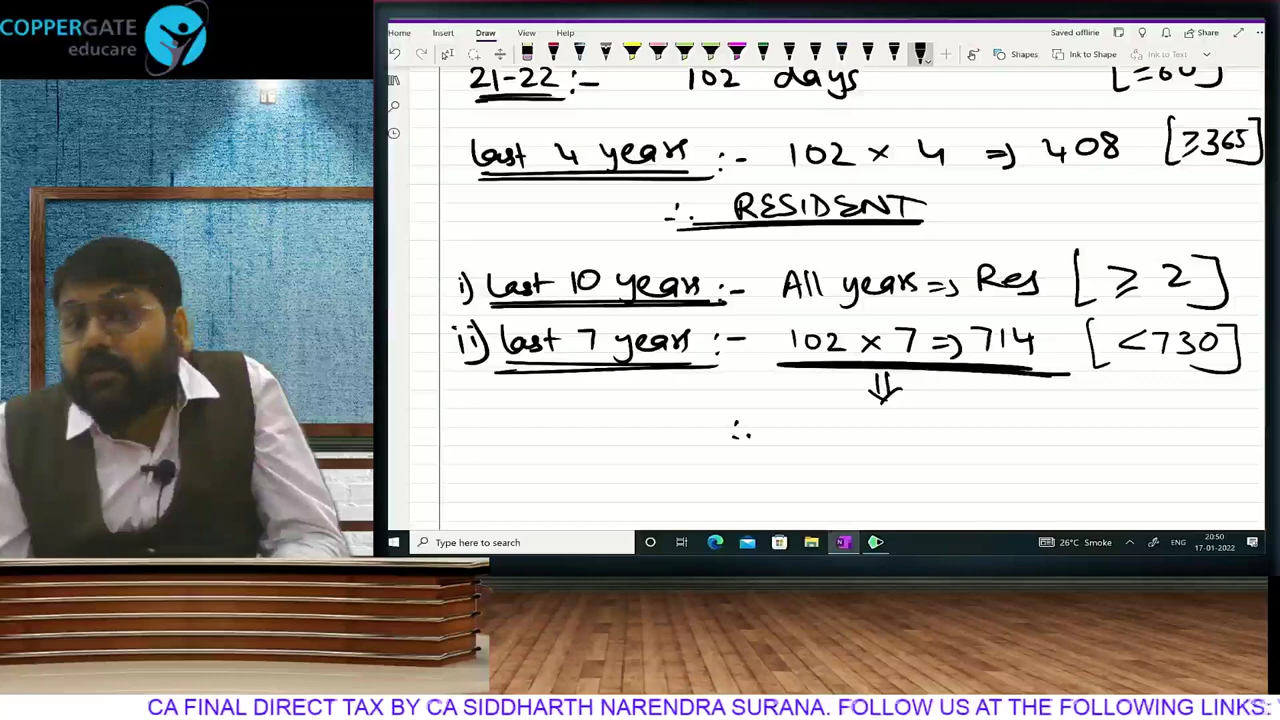 COPPERGATE
educare
Home Insert Draw View Help
Saved offline Share
Shapes Ink to Shape Ink to Text
21-22 :- 102 days
last 4 years :- 102 × 4 ⇒ 408 [≥365]
∴ RESIDENT
i) Last 10 years :- All years ⇒ Res [≥ 2]
ii) last 7 years :- 102 × 7 ⇒ 714 [<730]
⇓
∴
Type here to search
26°C Smoke ENG 20:50
17-01-2022
CA FINAL DIRECT TAX BY CA SIDDHARTH NARENDRA SURANA. FOLLOW US AT THE FOLLOWING LINKS: